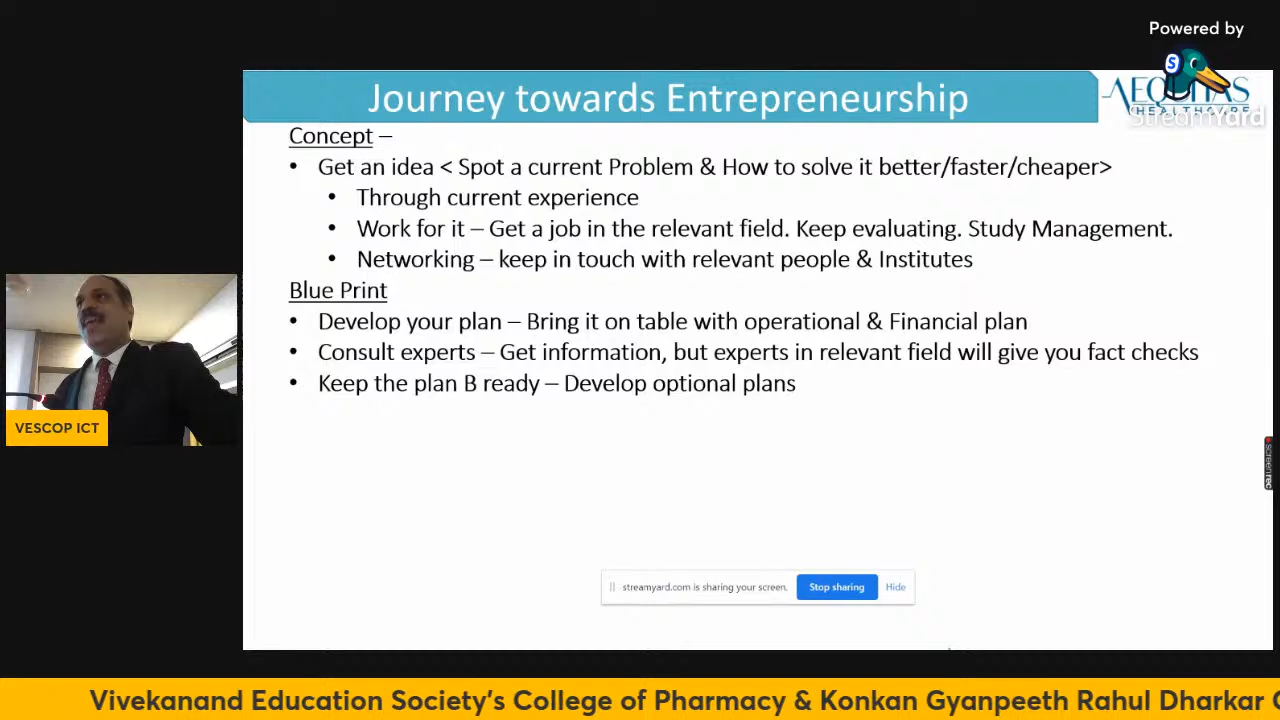 Powered by
Journey towards Entrepreneurship
AEQUITAS
HEALTHCARE
StreamYard
Concept –
• Get an idea < Spot a current Problem & How to solve it better/faster/cheaper>
• Through current experience
• Work for it – Get a job in the relevant field. Keep evaluating. Study Management.
• Networking – keep in touch with relevant people & Institutes
Blue Print
• Develop your plan – Bring it on table with operational & Financial plan
• Consult experts – Get information, but experts in relevant field will give you fact checks
• Keep the plan B ready – Develop optional plans
VESCOP ICT
screenrec
streamyard.com is sharing your screen.
Stop sharing
Hide
Vivekanand Education Society's College of Pharmacy & Konkan Gyanpeeth Rahul Dharkar